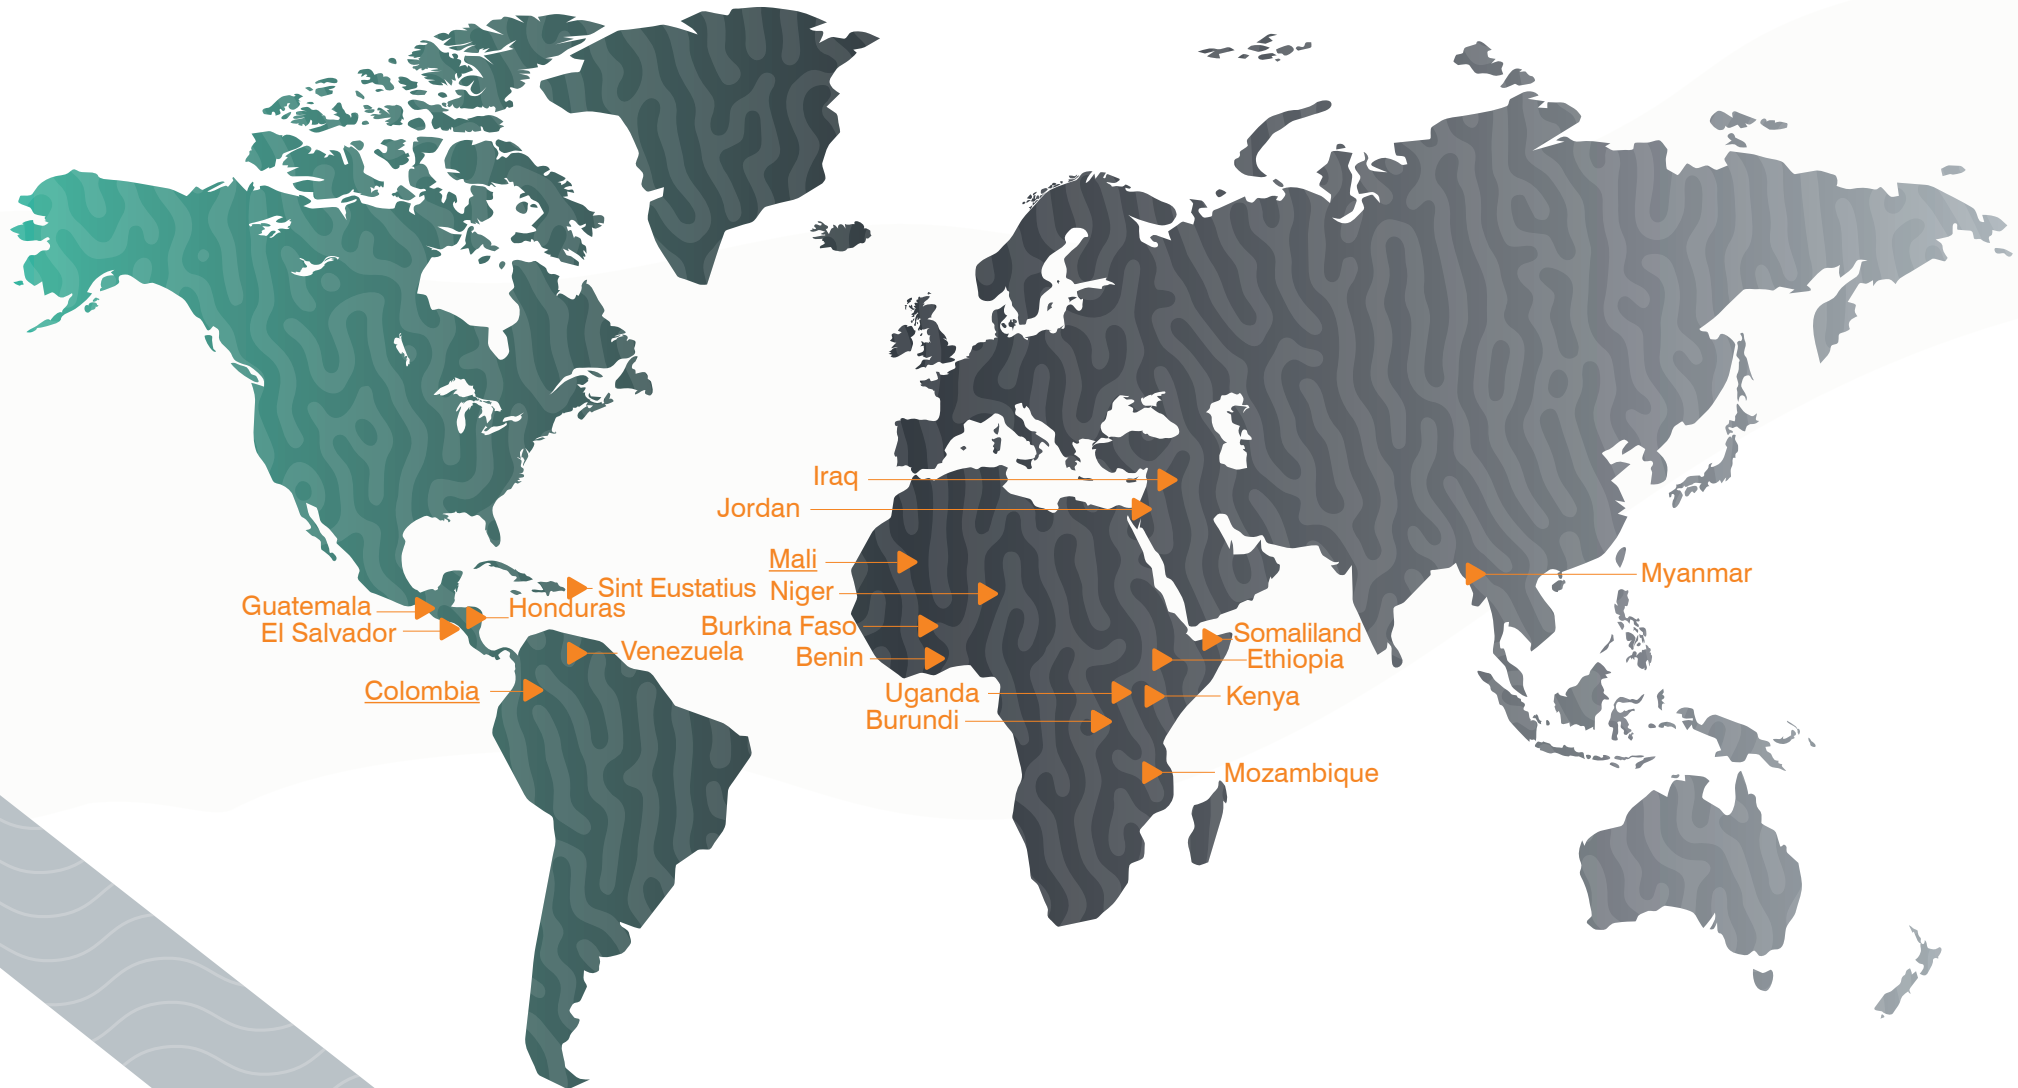 Iraq
Jordan
Mali
Myanmar
Sint Eustatius
Niger
Guatemala
Honduras
El Salvador
Burkina Faso
Somaliland
Venezuela
Benin
Ethiopia
Colombia
Uganda
Kenya
Burundi
Mozambique